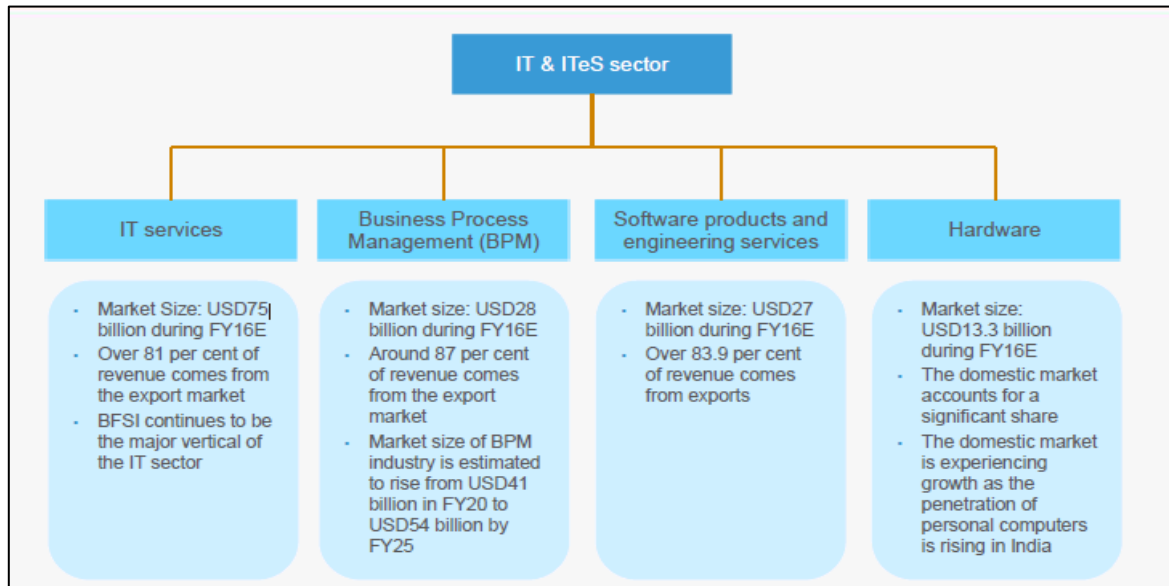 IT & ITeS sector
IT services
Business Process
Management (BPM)
Software products and
engineering services
Hardware
- Market Size: USD75
billion during FY16E
- Over 81 per cent of
revenue comes from
the export market
- BFSI continues to be
the major vertical of
the IT sector
- Market size: USD28
billion during FY16E
- Around 87 per cent
of revenue comes
from the export
market
- Market size of BPM
industry is estimated
to rise from USD41
billion in FY20 to
USD54 billion by
FY25
- Market size: USD27
billion during FY16E
- Over 83.9 per cent
of revenue comes
from exports
- Market size:
USD13.3 billion
during FY16E
- The domestic market
accounts for a
significant share
- The domestic market
is experiencing
growth as the
penetration of
personal computers
is rising in India